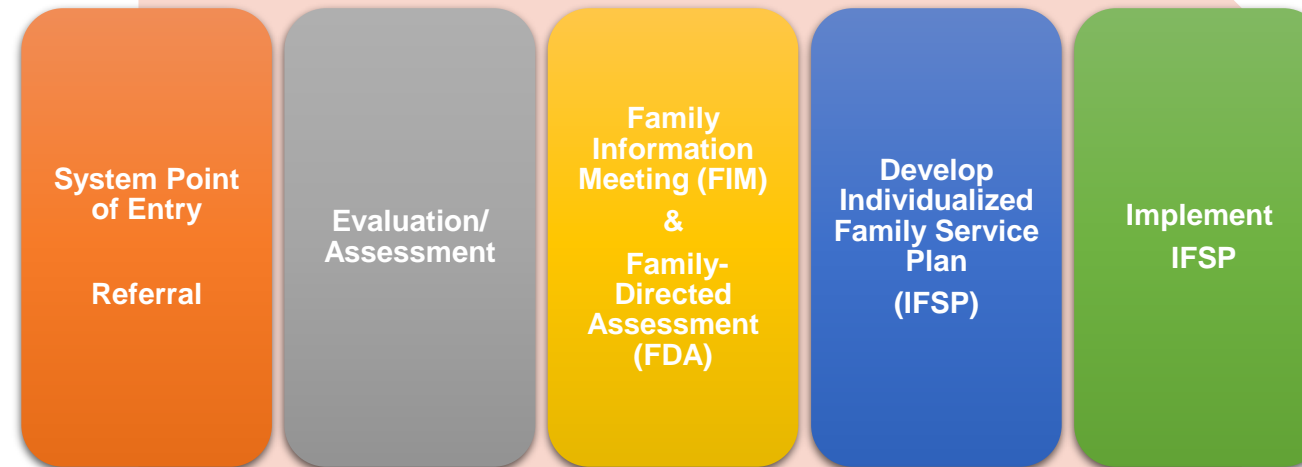 System Point
of Entry
Referral
Evaluation/
Assessment
Family
Information
Meeting (FIM)
&
Family-
Directed
Assessment
(FDA)
Develop
Individualized
Family Service
Plan
(IFSP)
Implement
IFSP